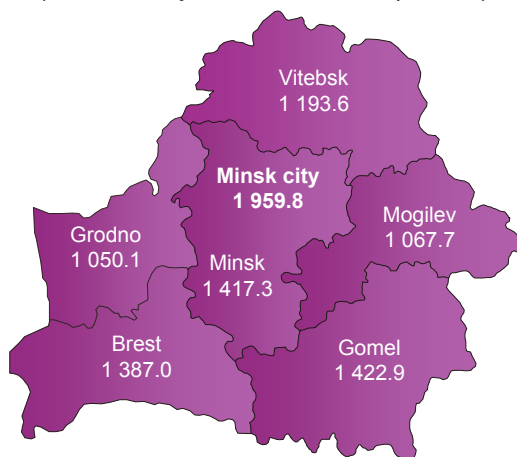 Vitebsk
1 193.6
Minsk city
1 959.8
Mogilev
1 067.7
Grodno
1 050.1
Minsk
1 417.3
Brest
1 387.0
Gomel
1 422.9